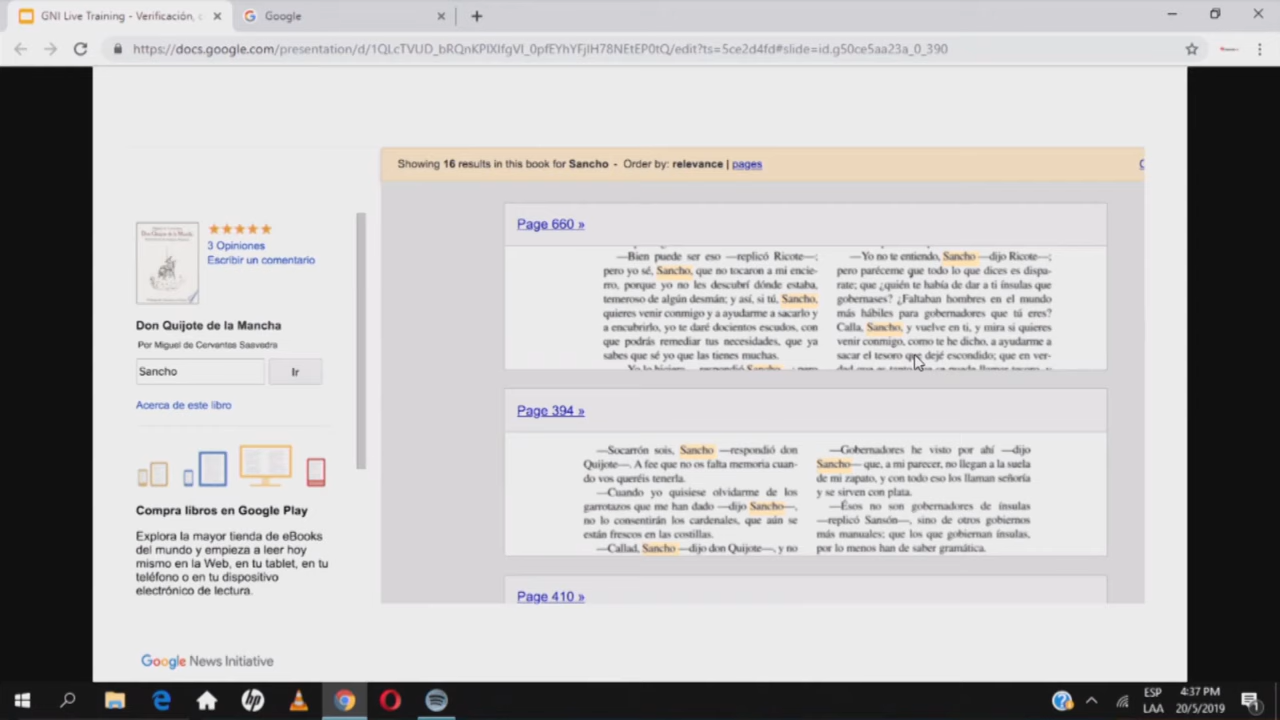 GNI Live Training - Verificación, c
Google
https://docs.google.com/presentation/d/1QLcTVUD_bRQnKPIXIfgVI_0pfEYhYFjIH78NEtEP0tQ/edit?ts=5ce2d4fd#slide=id.g50ce5aa23a_0_390
Showing 16 results in this book for Sancho - Order by: relevance | pages
3 Opiniones
Escribir un comentario
Don Quijote de la Mancha
Por Miguel de Cervantes Saavedra
Sancho
Ir
Acerca de este libro
Compra libros en Google Play
Explora la mayor tienda de eBooks
del mundo y empieza a leer hoy
mismo en la Web, en tu tablet, en tu
teléfono o en tu dispositivo
electrónico de lectura.
Google News Initiative
Page 660 »
—Bien puede ser eso —replicó Ricote—;
pero yo sé, Sancho, que no tocaron a mi encie-
rro, porque yo no les descubrí dónde estaba,
temeroso de algún desmán; y así, si tú, Sancho,
quieres venir conmigo y a ayudarme a sacarlo y
a encubrirlo, yo te daré docientos escudos, con
que podrás remediar tus necesidades, que ya
sabes que sé yo que las tienes muchas.
—Yo no te entiendo, Sancho —dijo Ricote—;
pero paréceme que todo lo que dices es dispa-
rate; que ¿quién te había de dar a ti ínsulas que
gobernases? ¿Faltaban hombres en el mundo
más hábiles para gobernadores que tú eres?
Calla, Sancho, y vuelve en ti, y mira si quieres
venir conmigo, como te he dicho, a ayudarme a
sacar el tesoro que dejé escondido; que en ver-
Page 394 »
—Socarrón sois, Sancho —respondió don
Quijote—. A fee que no os falta memoria cuan-
do vos queréis tenerla.
—Cuando yo quisiese olvidarme de los
garrotazos que me han dado —dijo Sancho—,
no lo consentirán los cardenales, que aún se
están frescos en las costillas.
—Callad, Sancho —dijo don Quijote—, y no
—Gobernadores he visto por ahí —dijo
Sancho— que, a mi parecer, no llegan a la suela
de mi zapato, y con todo eso los llaman señoría
y se sirven con plata.
—Ésos no son gobernadores de ínsulas
—replicó Sansón—, sino de otros gobiernos
más manuales; que los que gobiernan ínsulas,
por lo menos han de saber gramática.
Page 410 »
ESP
LAA
4:37 PM
20/5/2019